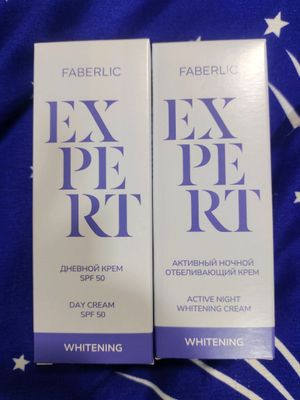 FABERLIC
EX
PE
RT
ДНЕВНОЙ КРЕМ
SPF 50
DAY CREAM
SPF 50
WHITENING
FABERLIC
EX
PE
RT
АКТИВНЫЙ НОЧНОЙ
ОТБЕЛИВАЮЩИЙ КРЕМ
ACTIVE NIGHT
WHITENING CREAM
WHITENING